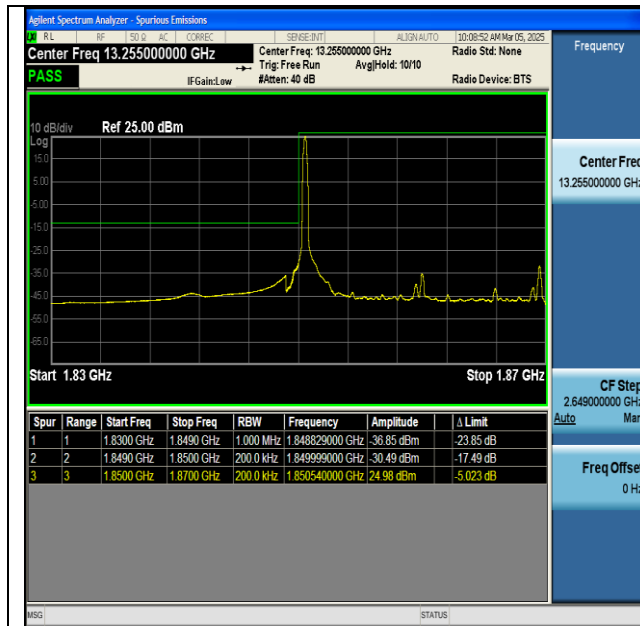 Agilent Spectrum Analyzer - Spurious Emissions
RL RF 50 Ω AC CORREC SENSE:INT ALIGN AUTO 10:08:52 AM Mar 05, 2025
Center Freq 13.255000000 GHz Center Freq: 13.255000000 GHz Radio Std: None
Trig: Free Run Avg|Hold: 10/10
PASS IFGain:Low #Atten: 40 dB Radio Device: BTS
Frequency
10 dB/div Ref 25.00 dBm
Log
15.0
5.00
-5.00
-15.0
-25.0
-35.0
-45.0
-55.0
-65.0
Start 1.83 GHz Stop 1.87 GHz
Center Freq
13.255000000 GHz
CF Step
2.649000000 GHz
Auto Man
Freq Offset
0 Hz
Spur Range Start Freq Stop Freq RBW Frequency Amplitude Δ Limit
1 1 1.8300 GHz 1.8490 GHz 1.000 MHz 1.848829000 GHz -36.85 dBm -23.85 dB
2 2 1.8490 GHz 1.8500 GHz 200.0 kHz 1.849999000 GHz -30.49 dBm -17.49 dB
3 3 1.8500 GHz 1.8700 GHz 200.0 kHz 1.850540000 GHz 24.98 dBm -5.023 dB
MSG STATUS